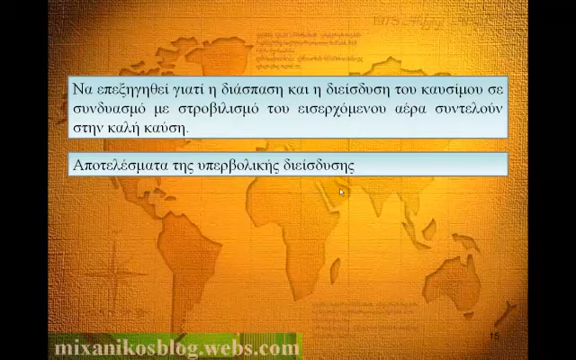 Να επεξηγηθεί γιατί η διάσπαση και η διείσδυση του καυσίμου σε
συνδυασμό με στροβιλισμό του εισερχόμενου αέρα συντελούν
στην καλή καύση.
Αποτελέσματα της υπερβολικής διείσδυσης
15
mixanikosblog.webs.com